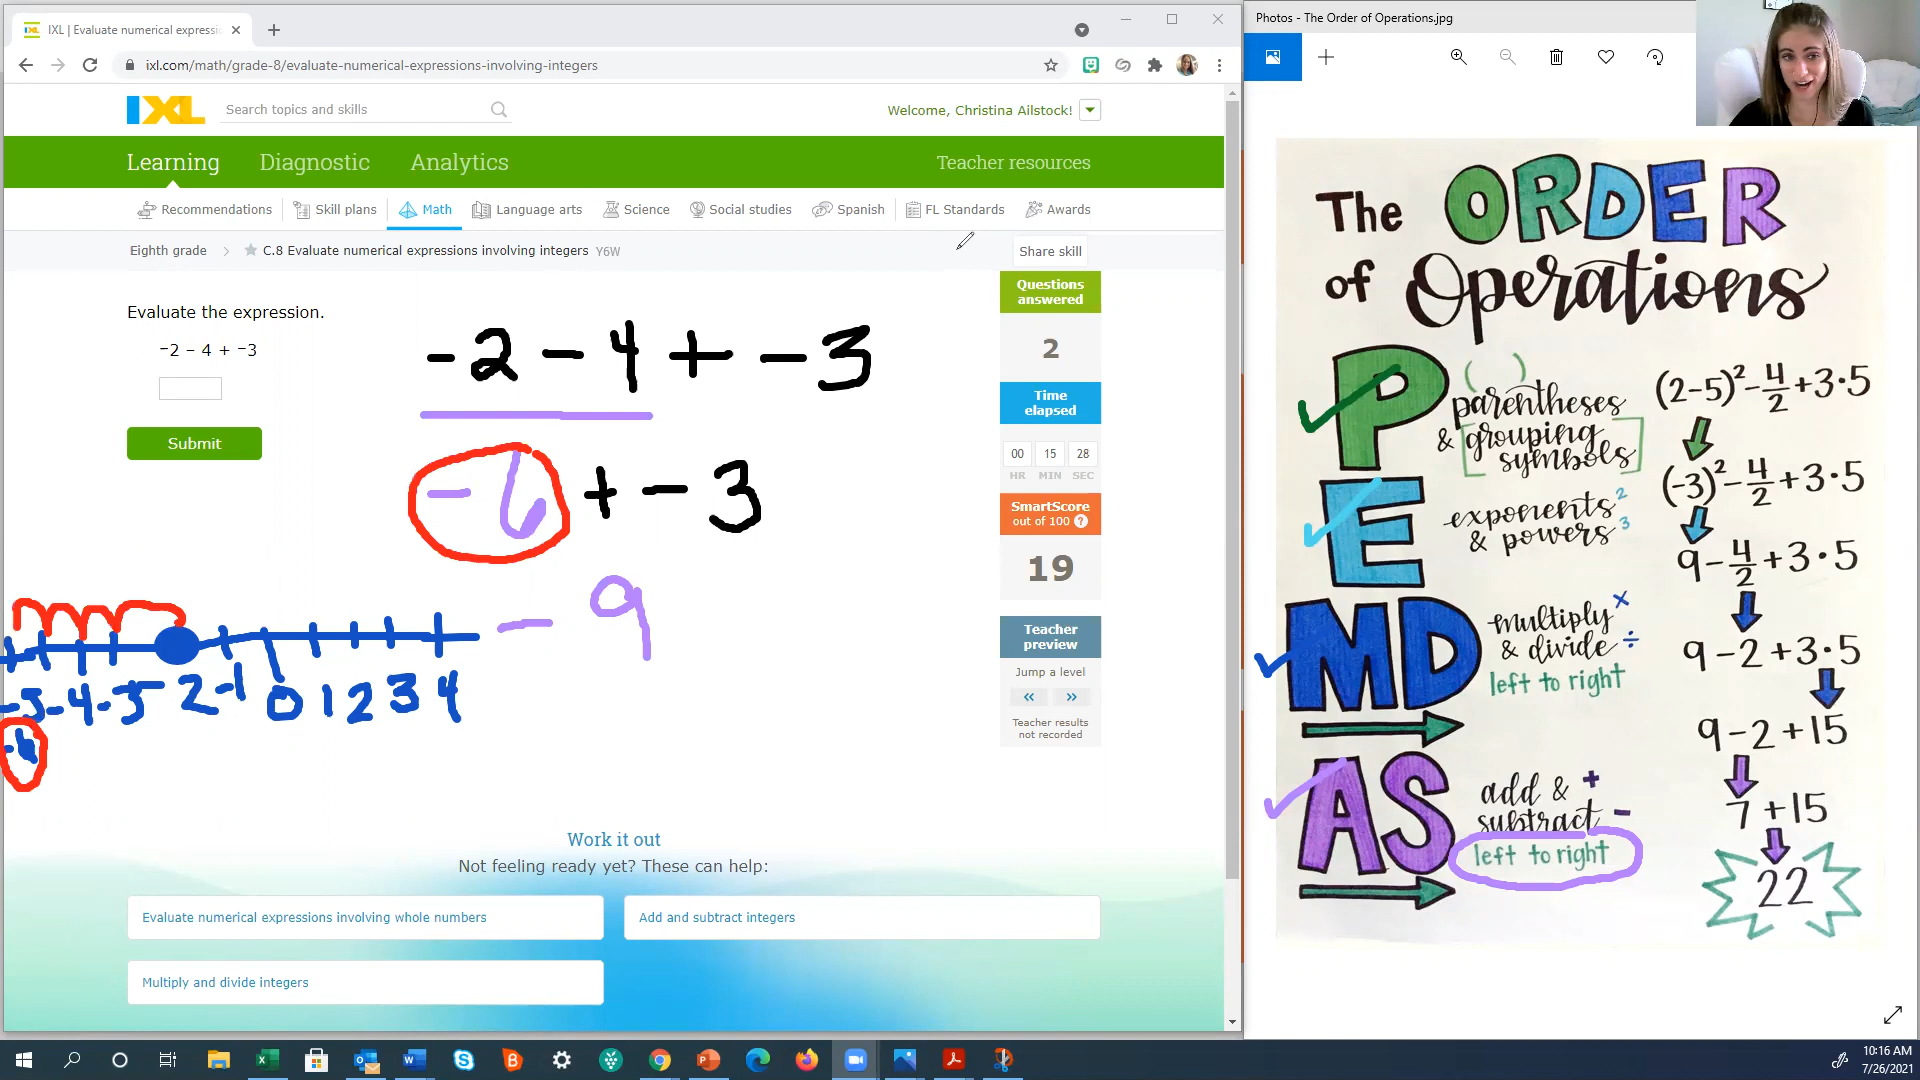 IXL | Evaluate numerical expressi
ixl.com/math/grade-8/evaluate-numerical-expressions-involving-integers
IXL
Search topics and skills
Welcome, Christina Ailstock!
Learning Diagnostic Analytics Teacher resources
Recommendations Skill plans Math Language arts Science Social studies Spanish FL Standards Awards
Eighth grade > C.8 Evaluate numerical expressions involving integers Y6W
Share skill
Evaluate the expression.
-2 – 4 + -3
Submit
-2 - 4 + -3
-6 + -3
-9
-5 -4 -3 -2 -1 0 1 2 3 4
-6
Questions
answered
2
Time
elapsed
00 15 28
HR MIN SEC
SmartScore
out of 100 ?
19
Teacher
preview
Jump a level
« »
Teacher results
not recorded
Work it out
Not feeling ready yet? These can help:
Evaluate numerical expressions involving whole numbers
Add and subtract integers
Multiply and divide integers
Photos - The Order of Operations.jpg
The ORDER
of Operations
P
( )
parentheses
& [grouping
symbols]
(2-5)² - 4/2 + 3·5
E
exponents 2
& powers 3
(-3)² - 4/2 + 3·5
9 - 4/2 + 3·5
MD
multiply ×
& divide ÷
left to right
9 - 2 + 3·5
9 - 2 + 15
AS
add & +
subtract -
left to right
7 + 15
22
10:16 AM
7/26/2021